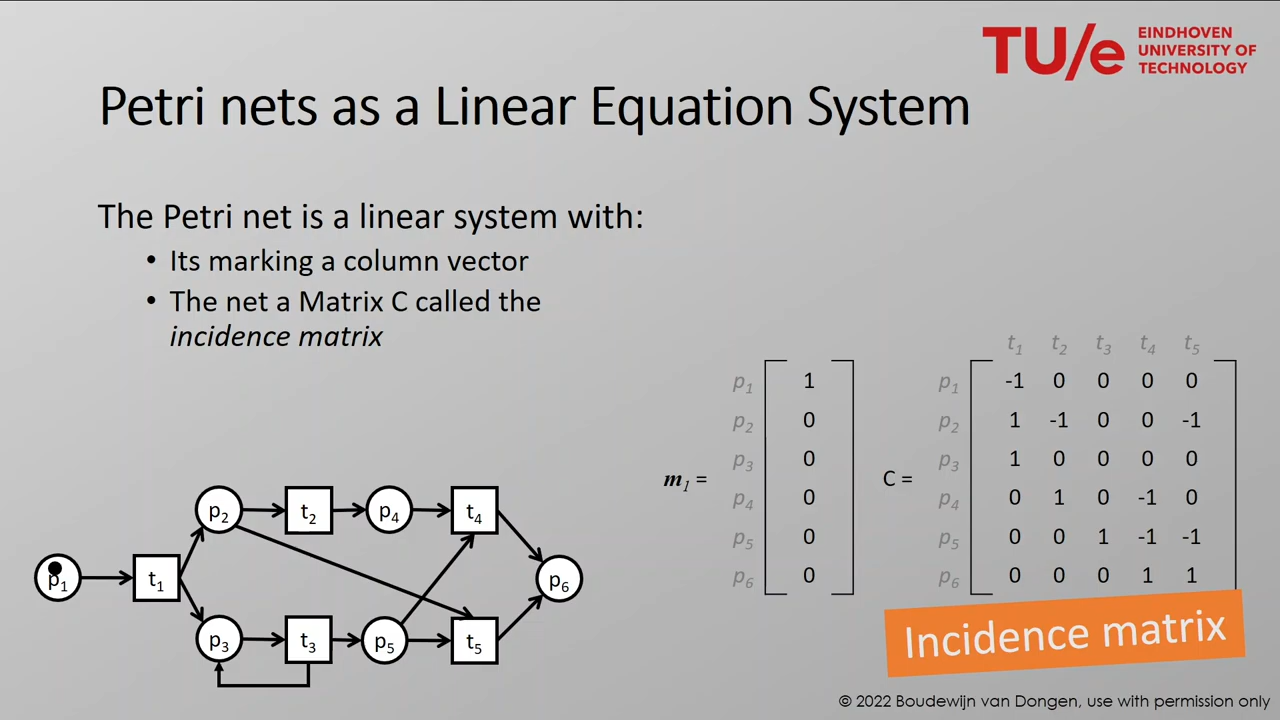 TU/e EINDHOVEN
UNIVERSITY OF
TECHNOLOGY
Petri nets as a Linear Equation System
The Petri net is a linear system with:
• Its marking a column vector
• The net a Matrix C called the
incidence matrix
p1 t1 p2 t2 p4 t4 p3 t3 p5 t5 p6
m1 =
p1 1
p2 0
p3 0
p4 0
p5 0
p6 0
C =
t1 t2 t3 t4 t5
p1 -1 0 0 0 0
p2 1 -1 0 0 -1
p3 1 0 0 0 0
p4 0 1 0 -1 0
p5 0 0 1 -1 -1
p6 0 0 0 1 1
Incidence matrix
© 2022 Boudewijn van Dongen, use with permission only